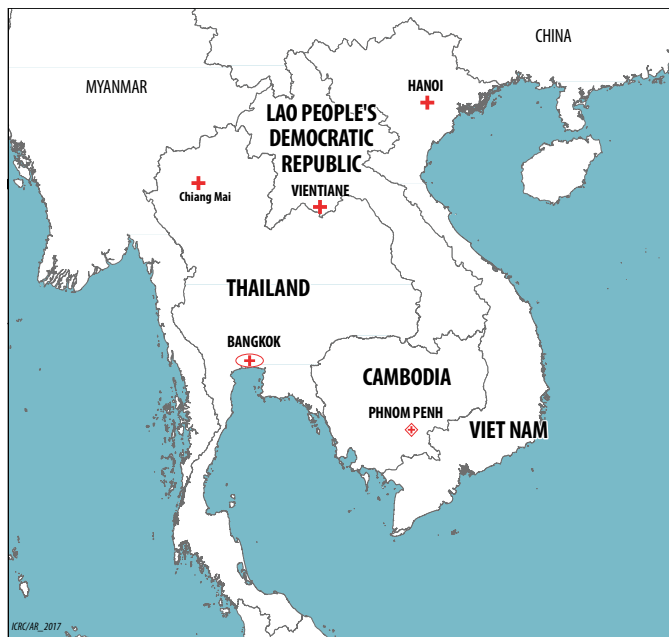 CHINA
MYANMAR
HANOI
LAO PEOPLE'S
DEMOCRATIC
REPUBLIC
Chiang Mai
VIENTIANE
THAILAND
BANGKOK
CAMBODIA
PHNOM PENH
VIET NAM
ICRC/AR_2017